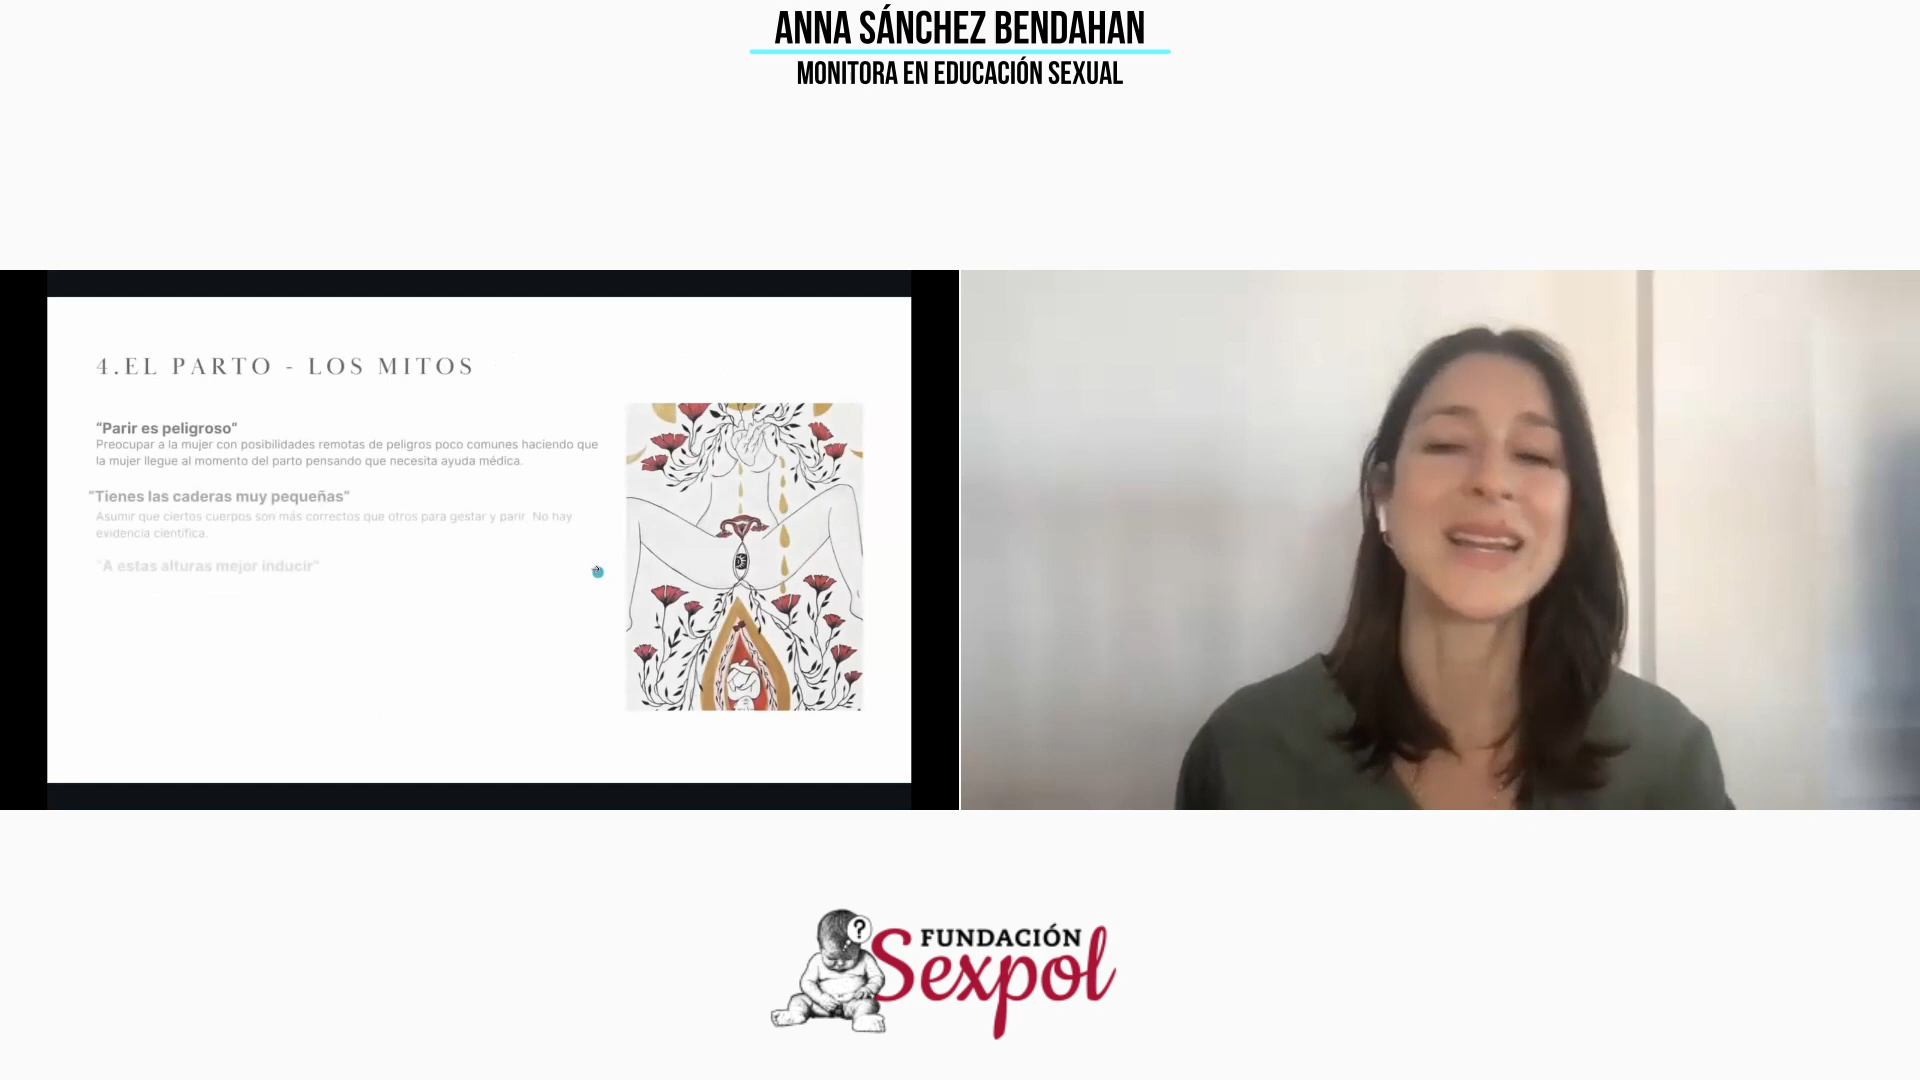 ANNA SÁNCHEZ BENDAHAN
MONITORA EN EDUCACIÓN SEXUAL
4.EL PARTO - LOS MITOS
“Parir es peligroso”
Preocupar a la mujer con posibilidades remotas de peligros poco comunes haciendo que
la mujer llegue al momento del parto pensando que necesita ayuda médica.
“Tienes las caderas muy pequeñas”
Asumir que ciertos cuerpos son más correctos que otros para gestar y parir. No hay
evidencia científica.
“A estas alturas mejor inducir”
?
FUNDACIÓN
Sexpol